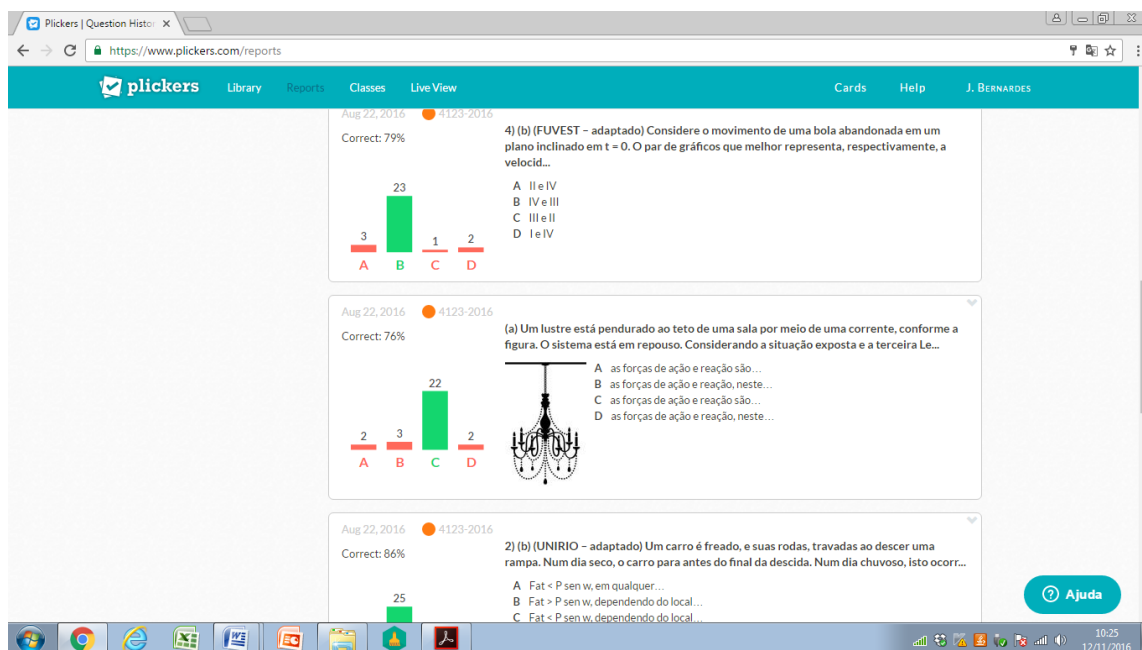 Plickers | Question Histor
https://www.plickers.com/reports
plickers
Library
Reports
Classes
Live View
Cards
Help
J. BERNARDES
Aug 22, 2016 4123-2016
Correct: 79%
4) (b) (FUVEST – adaptado) Considere o movimento de uma bola abandonada em um
plano inclinado em t = 0. O par de gráficos que melhor representa, respectivamente, a
velocid...
A II e IV
B IV e III
C III e II
D I e IV
3
23
1
2
A
B
C
D
Aug 22, 2016 4123-2016
Correct: 76%
(a) Um lustre está pendurado ao teto de uma sala por meio de uma corrente, conforme a
figura. O sistema está em repouso. Considerando a situação exposta e a terceira Le...
A as forças de ação e reação são...
B as forças de ação e reação, neste...
C as forças de ação e reação são...
D as forças de ação e reação, neste...
2
3
22
2
A
B
C
D
Aug 22, 2016 4123-2016
Correct: 86%
2) (b) (UNIRIO – adaptado) Um carro é freado, e suas rodas, travadas ao descer uma
rampa. Num dia seco, o carro para antes do final da descida. Num dia chuvoso, isto ocorr...
A Fat < P sen w, em qualquer...
B Fat > P sen w, dependendo do local...
C Fat < P sen w, dependendo do local...
25
Ajuda
10:25
12/11/2016